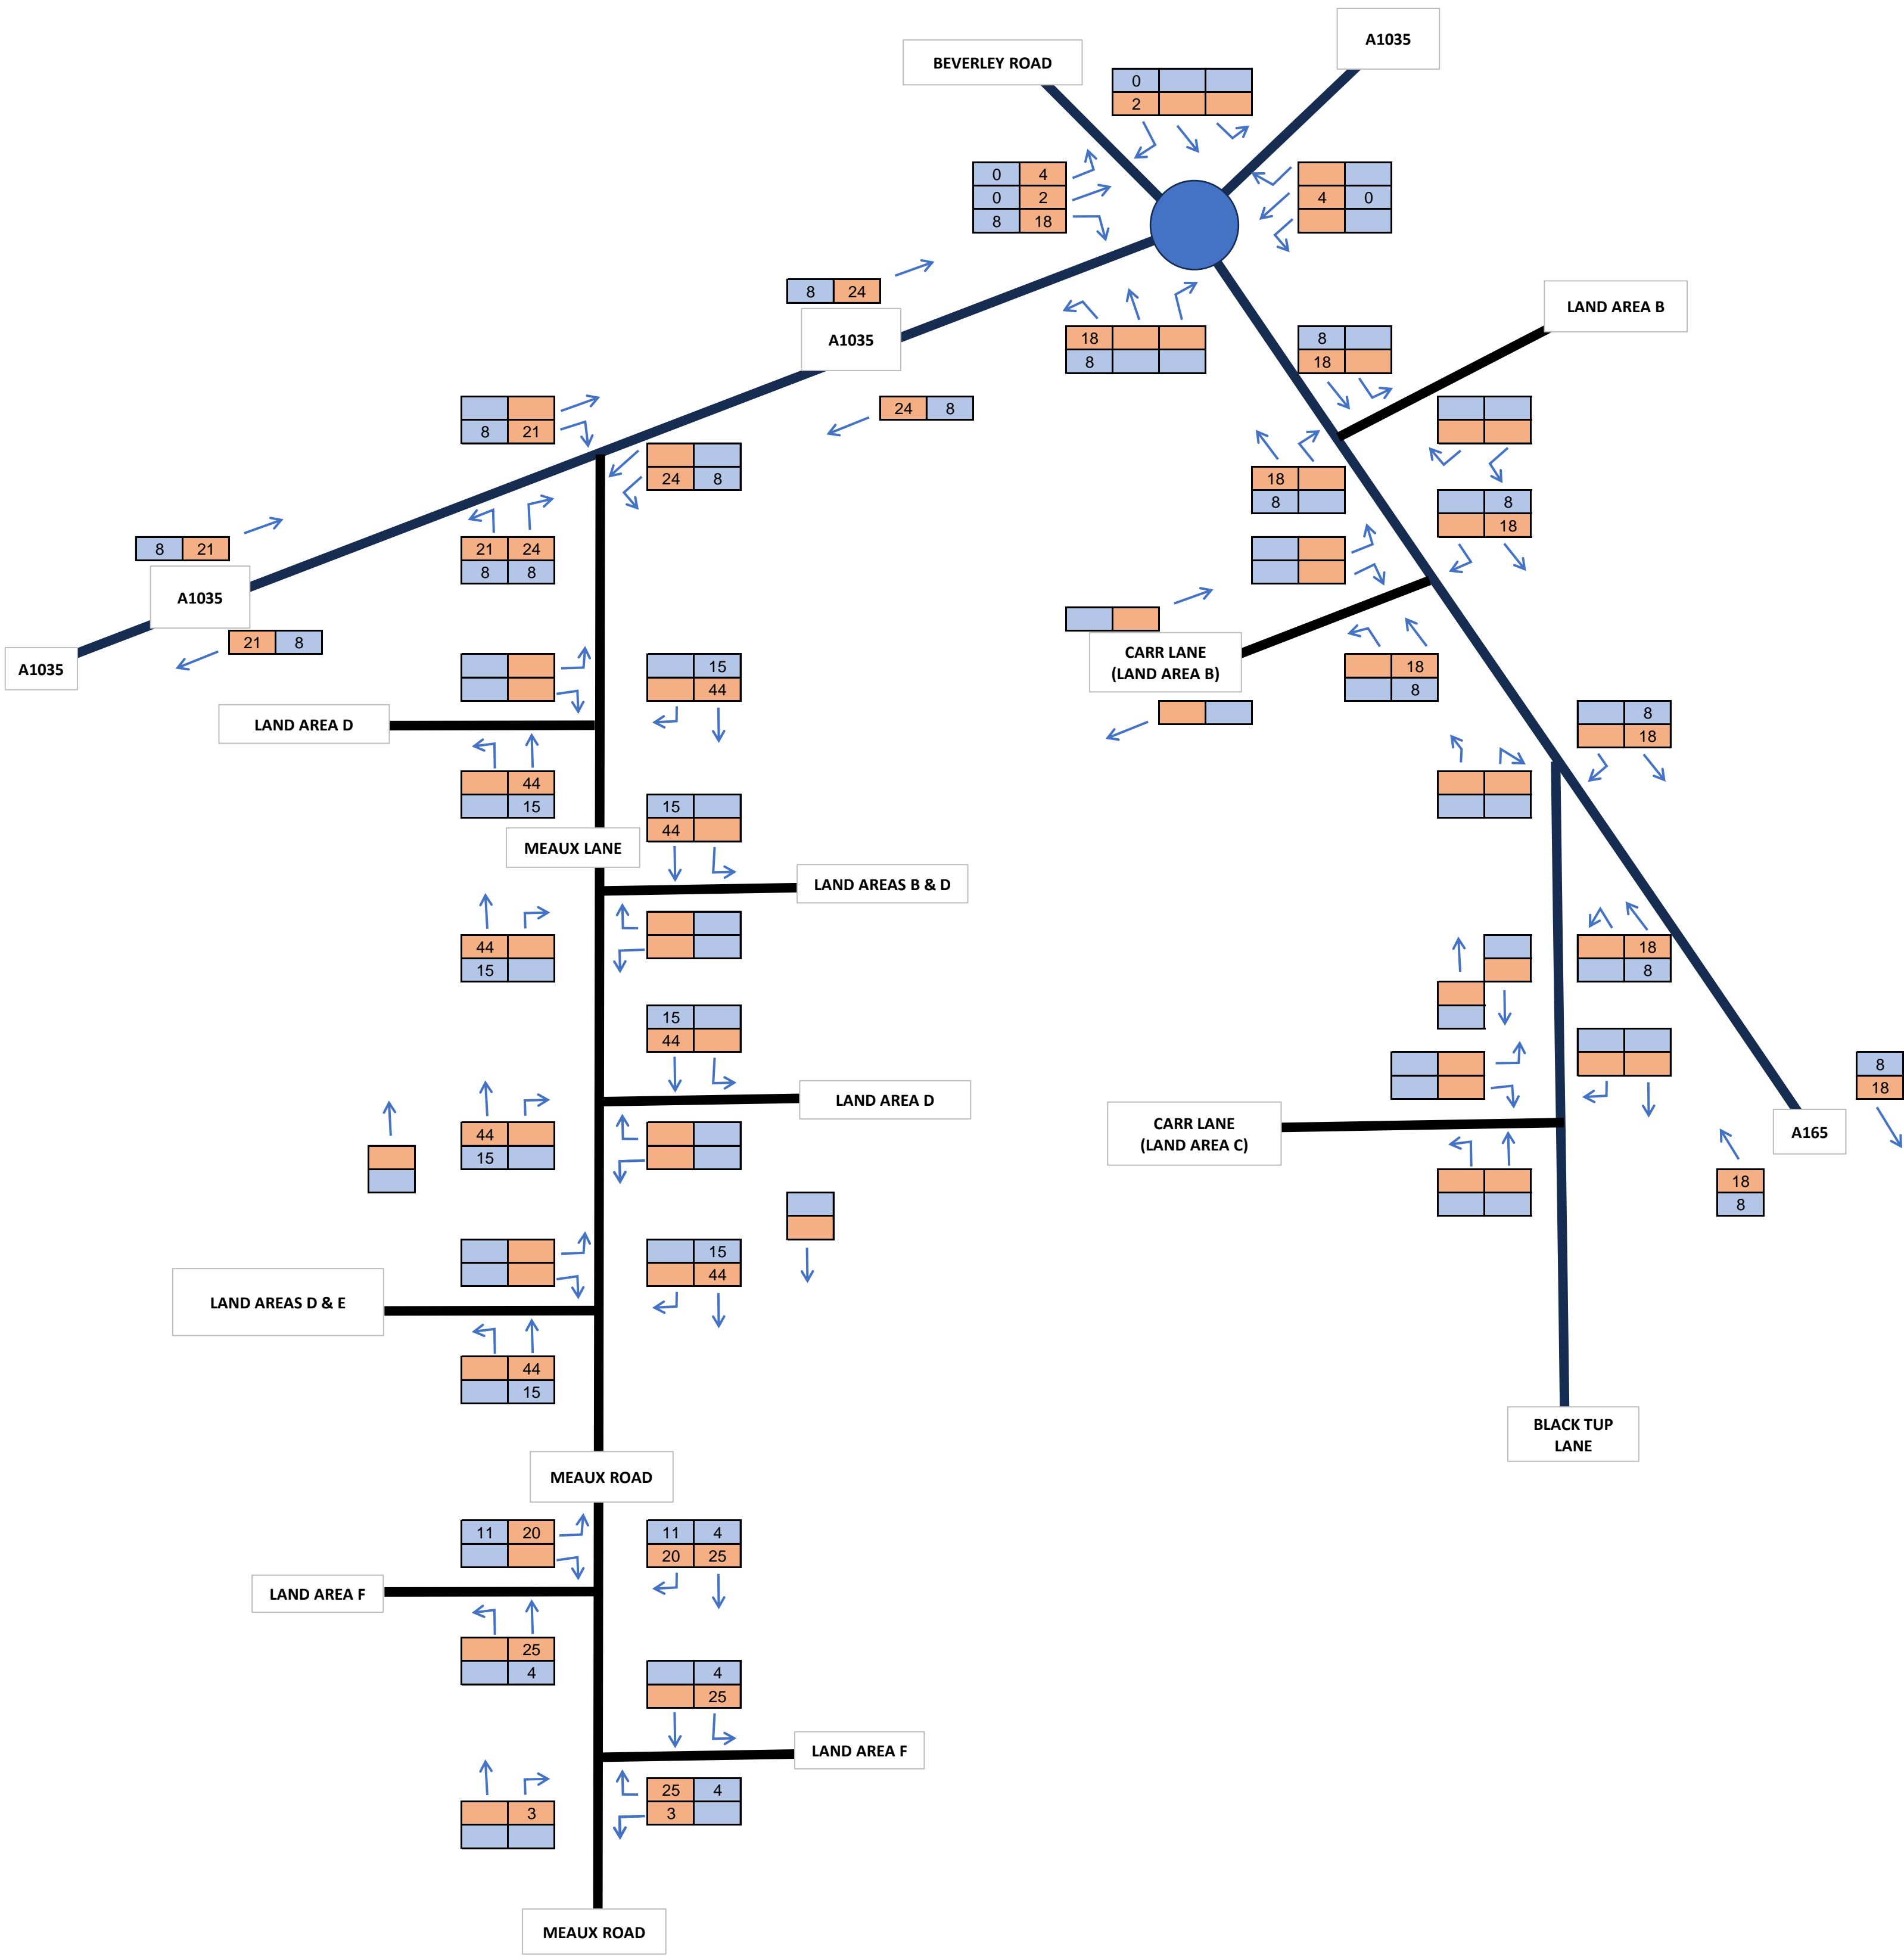 A1035
BEVERLEY ROAD
0
2
0 4
0 2
8 18
4 0
8 24
A1035
LAND AREA B
18
8
8
18
24 8
8 21
24 8
18
8
8
18
8 21
21 24
8 8
A1035
21 8
A1035
CARR LANE
(LAND AREA B)
18
8
15
44
LAND AREA D
8
18
44
15
MEAUX LANE
15
44
LAND AREAS B & D
44
15
18
8
15
44
LAND AREA D
44
15
CARR LANE
(LAND AREA C)
A165
8
18
18
8
15
44
LAND AREAS D & E
44
15
BLACK TUP
LANE
MEAUX ROAD
11 20
11 4
20 25
LAND AREA F
25
4
4
25
LAND AREA F
25 4
3
3
MEAUX ROAD